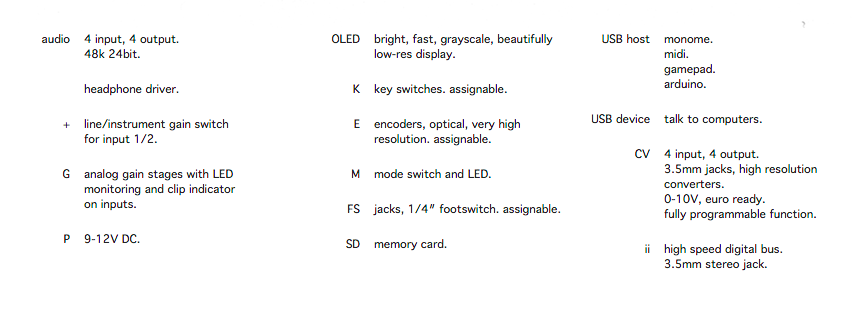 audio 4 input, 4 output.
48k 24bit.
headphone driver.
+ line/instrument gain switch
for input 1/2.
G analog gain stages with LED
monitoring and clip indicator
on inputs.
P 9-12V DC.
OLED bright, fast, grayscale, beautifully
low-res display.
K key switches. assignable.
E encoders, optical, very high
resolution. assignable.
M mode switch and LED.
FS jacks, 1/4" footswitch. assignable.
SD memory card.
USB host monome.
midi.
gamepad.
arduino.
USB device talk to computers.
CV 4 input, 4 output.
3.5mm jacks, high resolution
converters.
0-10V, euro ready.
fully programmable function.
ii high speed digital bus.
3.5mm stereo jack.